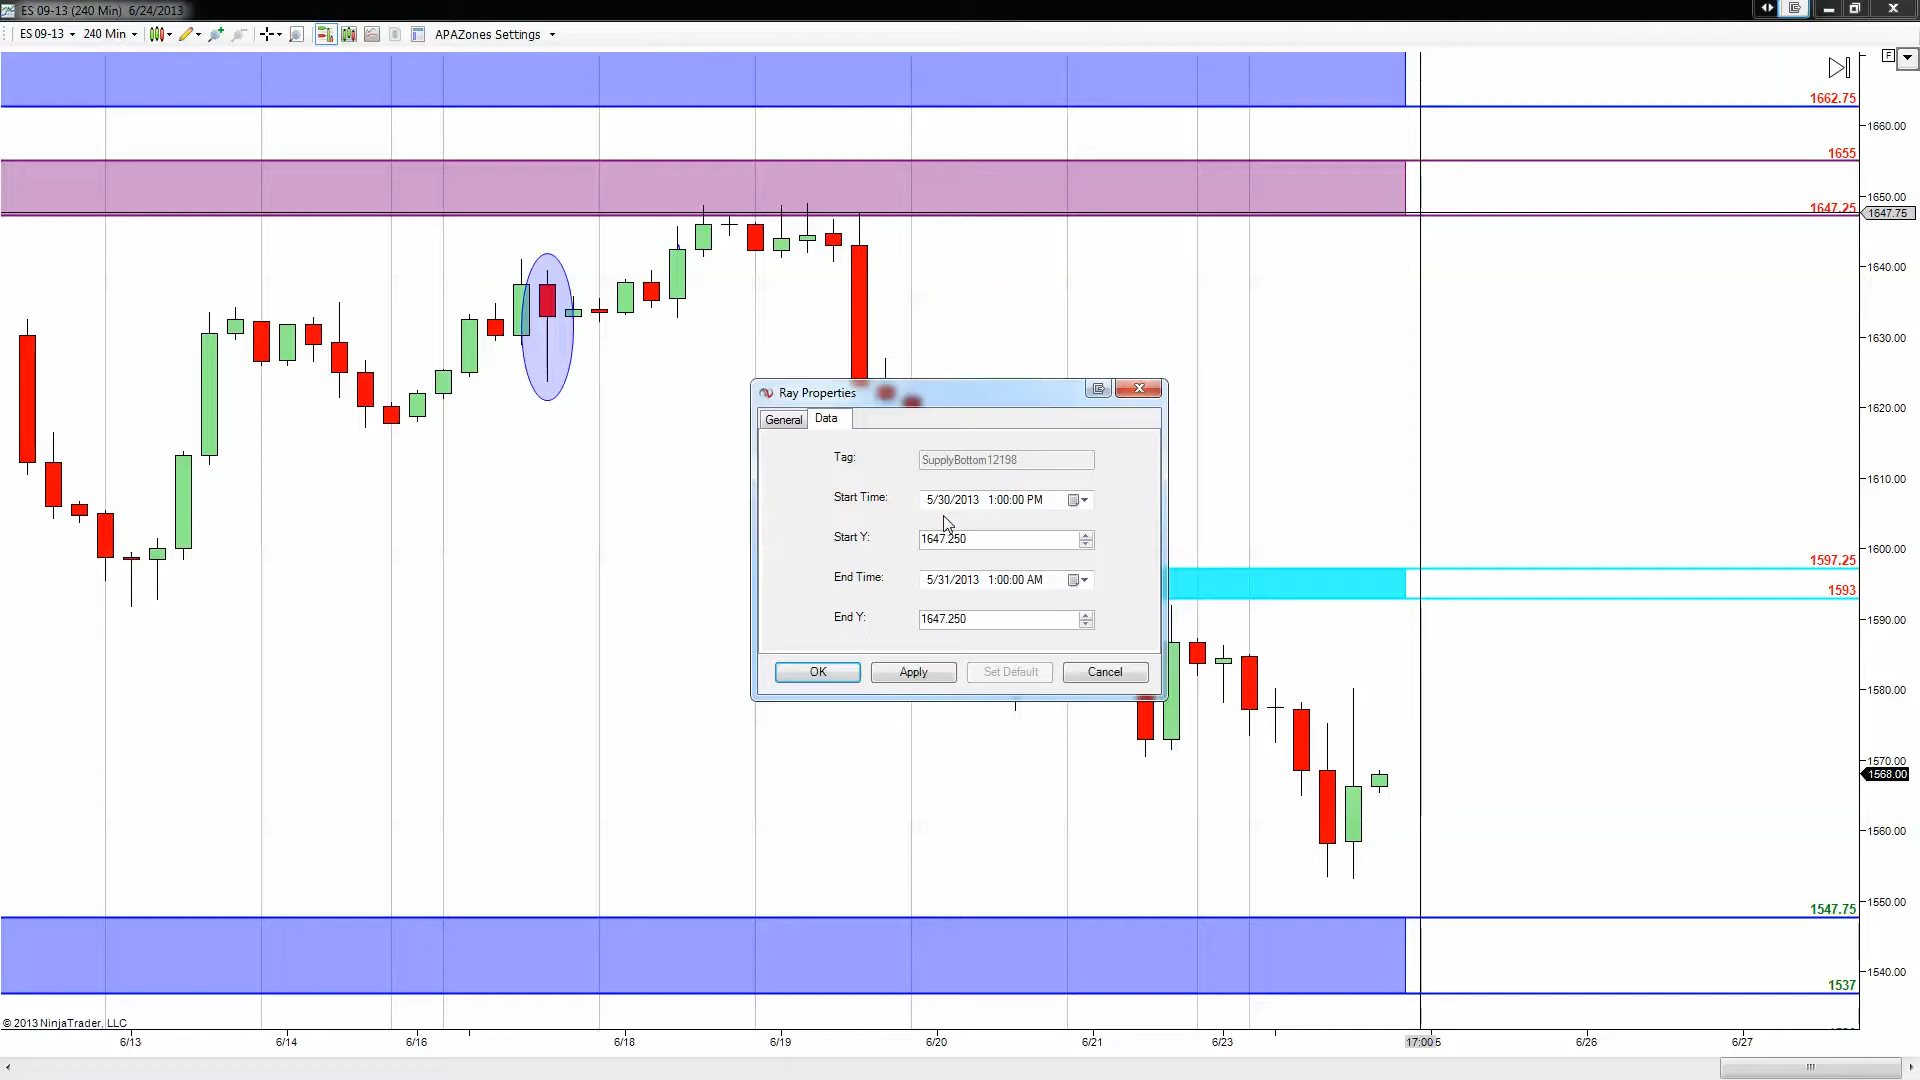 ES 09-13 (240 Min) 6/24/2013
ES 09-13 240 Min APAZones Settings
F
1662.75
1660.00
1655
1650.00
1647.25
1647.75
1640.00
1630.00
1620.00
1610.00
1600.00
1597.25
1593
1590.00
1580.00
1570.00
1568.00
1560.00
1550.00
1547.75
1540.00
1537
Ray Properties
General Data
Tag: SupplyBottom12198
Start Time: 5/30/2013 1:00:00 PM
Start Y: 1647.250
End Time: 5/31/2013 1:00:00 AM
End Y: 1647.250
OK Apply Set Default Cancel
© 2013 NinjaTrader, LLC
6/13 6/14 6/16 6/18 6/19 6/20 6/21 6/23 17:00 5 6/26 6/27